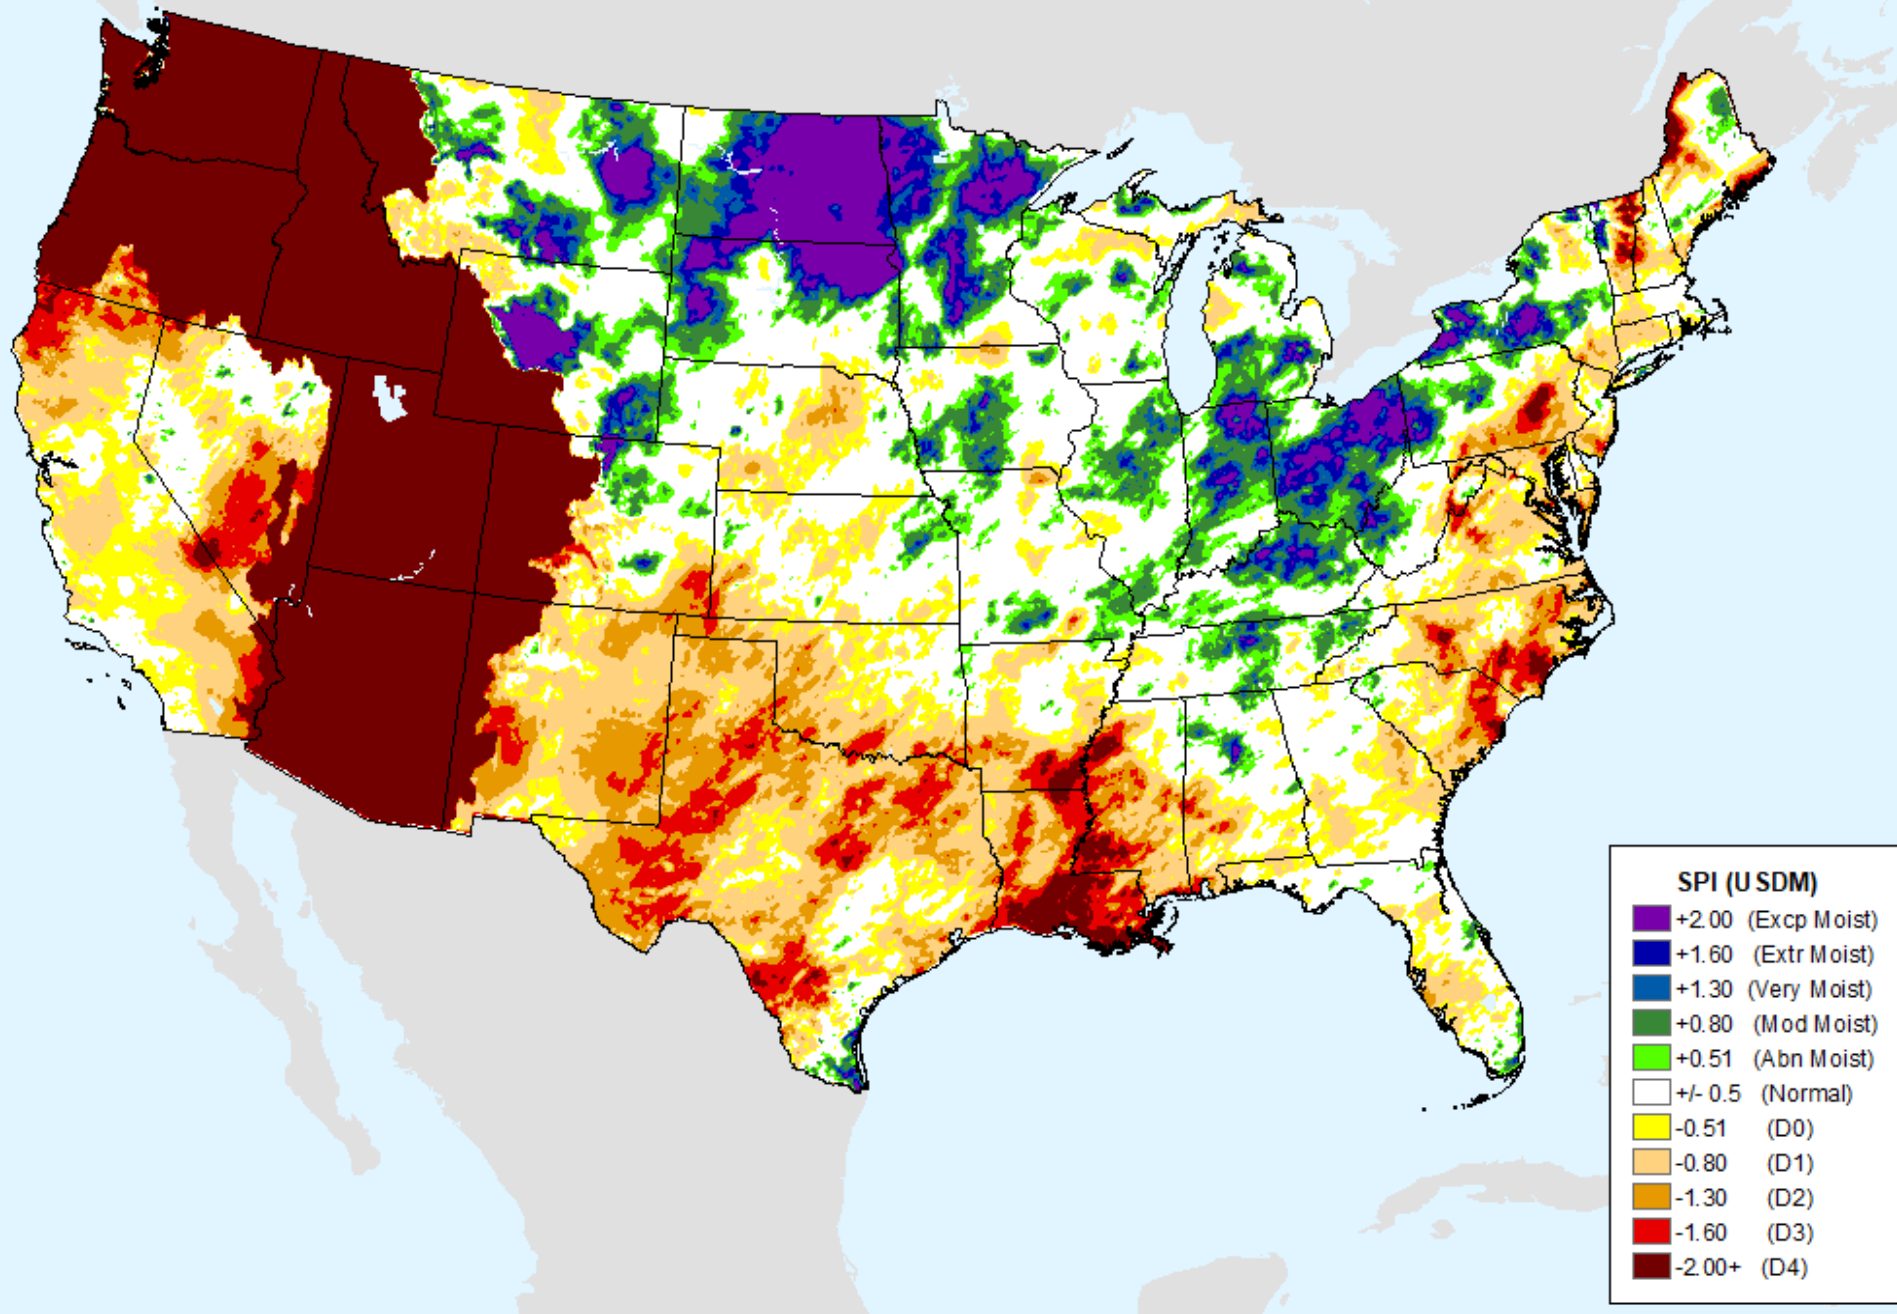 SPI (USDM)
+2.00 (Excp Moist)
+1.60 (Extr Moist)
+1.30 (Very Moist)
+0.80 (Mod Moist)
+0.51 (Abn Moist)
+/- 0.5 (Normal)
-0.51 (D0)
-0.80 (D1)
-1.30 (D2)
-1.60 (D3)
-2.00+ (D4)